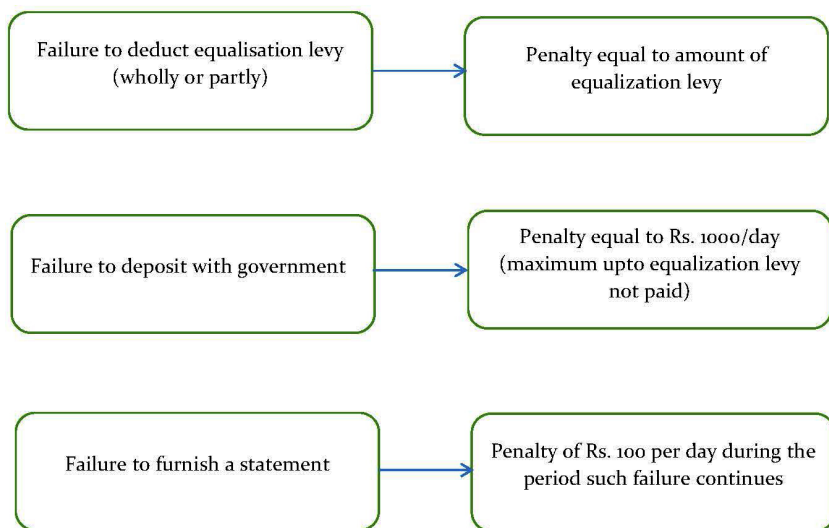 Failure to deduct equalisation levy
(wholly or partly)
Penalty equal to amount of
equalization levy
Failure to deposit with government
Penalty equal to Rs. 1000/day
(maximum upto equalization levy
not paid)
Failure to furnish a statement
Penalty of Rs. 100 per day during the
period such failure continues